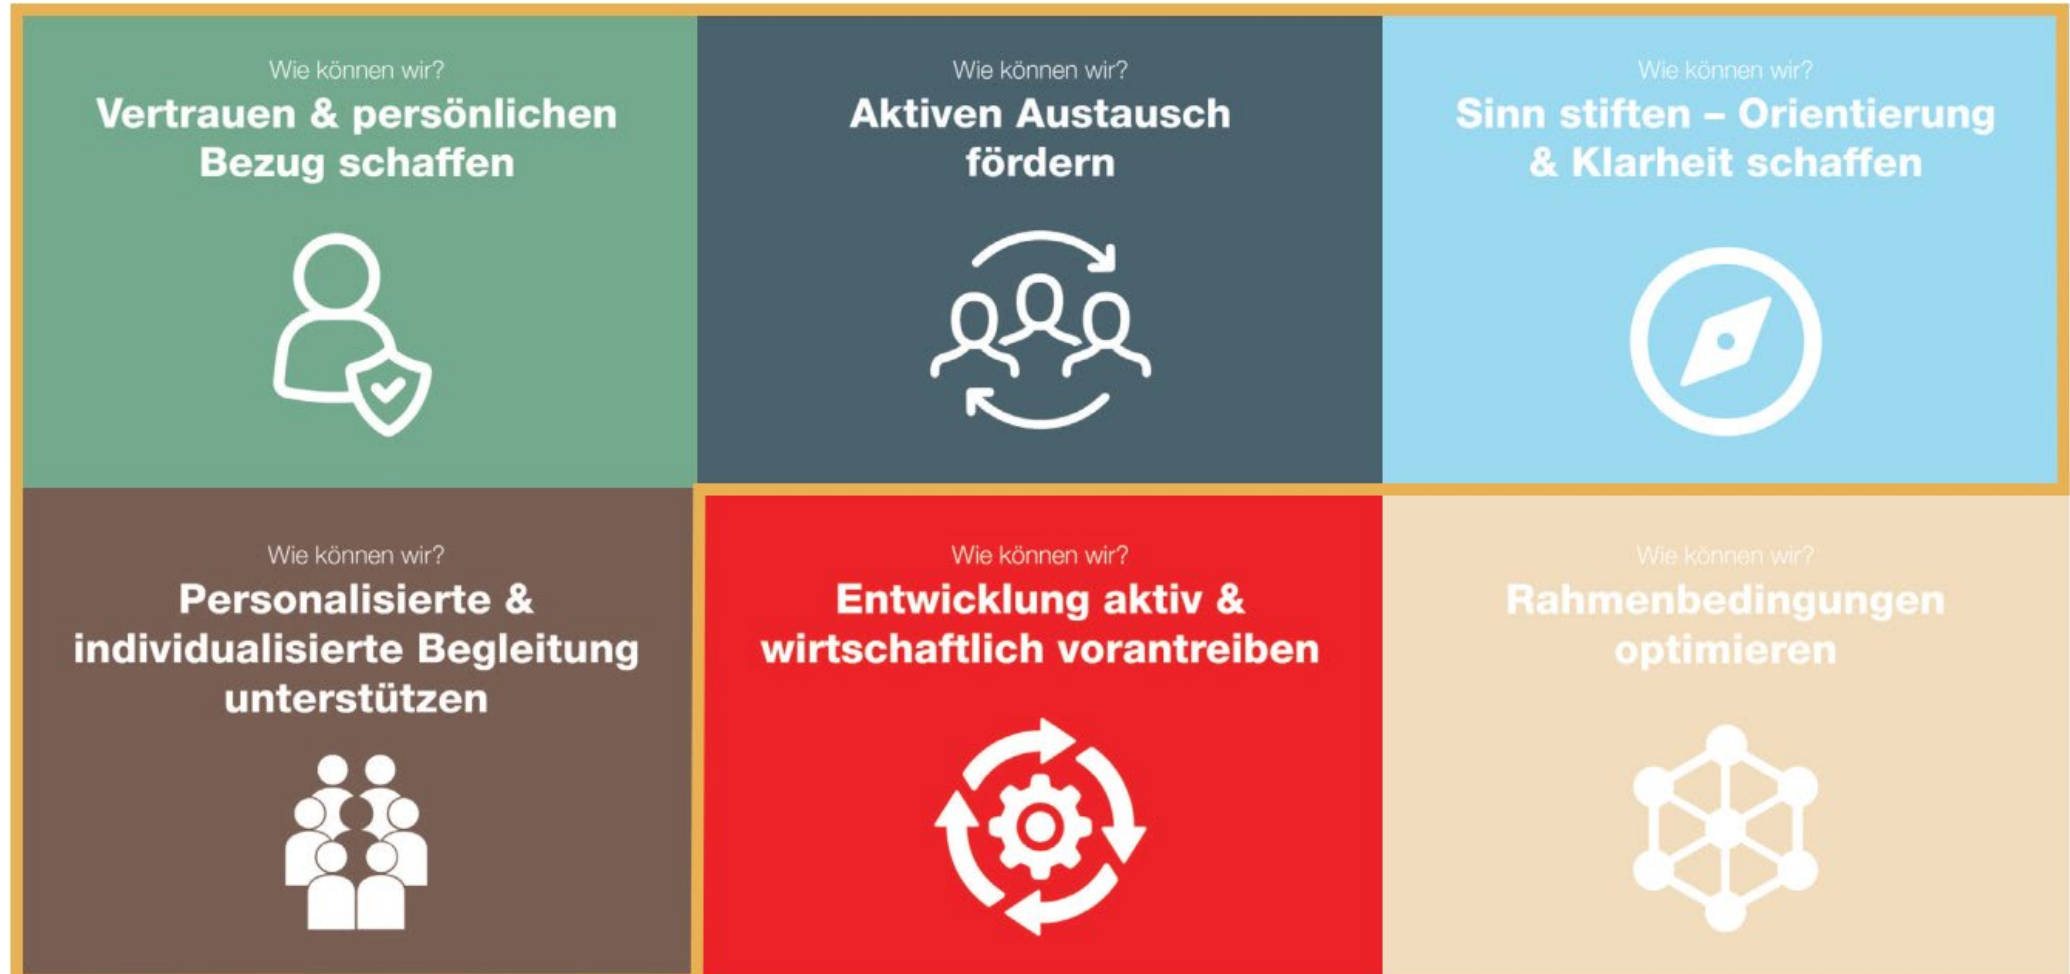 Wie können wir?
Vertrauen & persönlichen
Bezug schaffen
Wie können wir?
Aktiven Austausch
fördern
Wie können wir?
Sinn stiften – Orientierung
& Klarheit schaffen
Wie können wir?
Personalisierte &
individualisierte Begleitung
unterstützen
Wie können wir?
Entwicklung aktiv &
wirtschaftlich vorantreiben
Wie können wir?
Rahmenbedingungen
optimieren